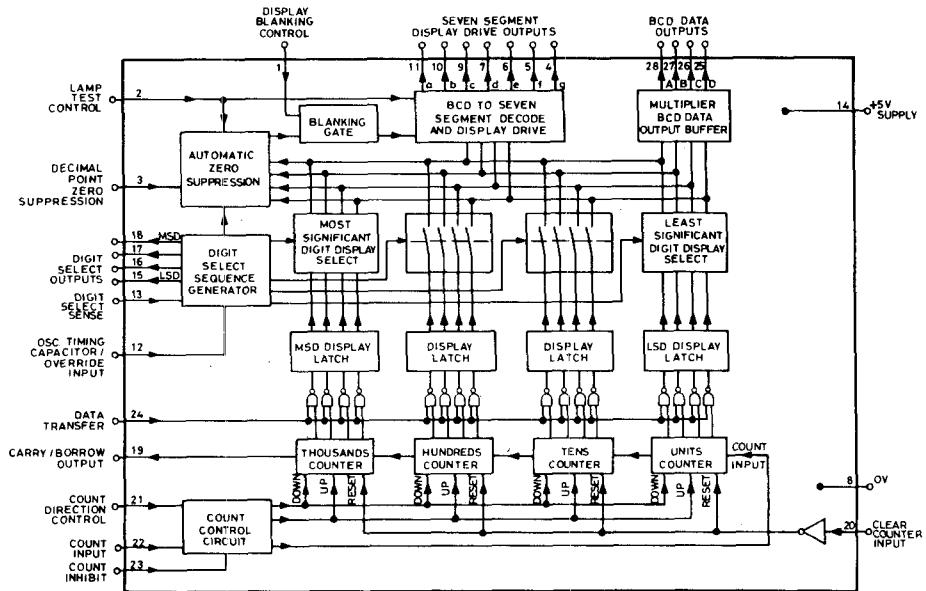 DISPLAY
BLANKING
CONTROL
SEVEN SEGMENT
DISPLAY DRIVE OUTPUTS
BCD DATA
OUTPUTS
1
11 10 9 7 6 5 4
28 27 26 25
a b c d e f g
A B C D
LAMP
TEST
CONTROL
2
BLANKING
GATE
BCD TO SEVEN
SEGMENT DECODE
AND DISPLAY DRIVE
MULTIPLIER
BCD DATA
OUTPUT BUFFER
14
+5V
SUPPLY
AUTOMATIC
ZERO
SUPPRESSION
DECIMAL
POINT
ZERO
SUPPRESSION
3
MOST
SIGNIFICANT
DIGIT DISPLAY
SELECT
LEAST
SIGNIFICANT
DIGIT DISPLAY
SELECT
18 MSD
17
16
15 LSD
DIGIT
SELECT
OUTPUTS
DIGIT
SELECT
SEQUENCE
GENERATOR
13
DIGIT
SELECT
SENSE
OSC. TIMING
CAPACITOR/
OVERRIDE
INPUT
12
MSD DISPLAY
LATCH
DISPLAY
LATCH
DISPLAY
LATCH
LSD DISPLAY
LATCH
DATA
TRANSFER
24
CARRY/BORROW
OUTPUT
19
THOUSANDS
COUNTER
HUNDREDS
COUNTER
TENS
COUNTER
UNITS
COUNTER
COUNT
INPUT
DOWN UP RESET
DOWN UP RESET
DOWN UP RESET
DOWN UP RESET
8
0V
COUNT
DIRECTION
CONTROL
21
COUNT
CONTROL
CIRCUIT
20
CLEAR
COUNTER
INPUT
COUNT
INPUT
22
COUNT
INHIBIT
23